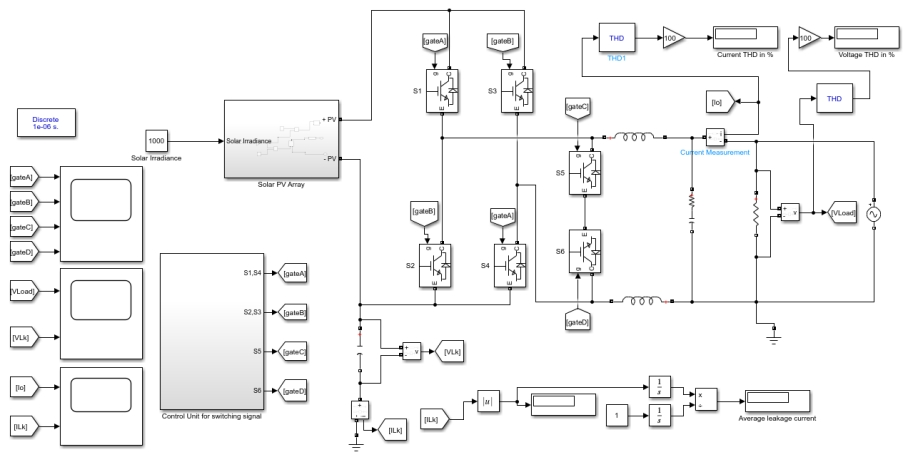 [gateA]
[gateB]
g
C
S1
E
g
C
S3
E
THD
THD1
100
Current THD in %
100
Voltage THD in %
[Io]
THD
Discrete
1e-06 s.
1000
Solar Irradiance
Solar Irradiance
+ PV
- PV
Solar PV Array
[gateC]
g
C
S5
E
+
i
-
Current Measurement
[gateA]
[gateB]
[gateC]
[gateD]
[gateB]
g
C
S2
E
[gateA]
g
C
S4
E
E
S6
g
C
[gateD]
+
-
v
[VLoad]
+
[VLoad]
[VLk]
[Io]
[ILk]
S1,S4
[gateA]
S2,S3
[gateB]
S5
[gateC]
S6
[gateD]
Control Unit for switching signal
+
-
v
[VLk]
+
[ILk]
[ILk]
|u|
1
s
1
1
s
×
÷
Average leakage current